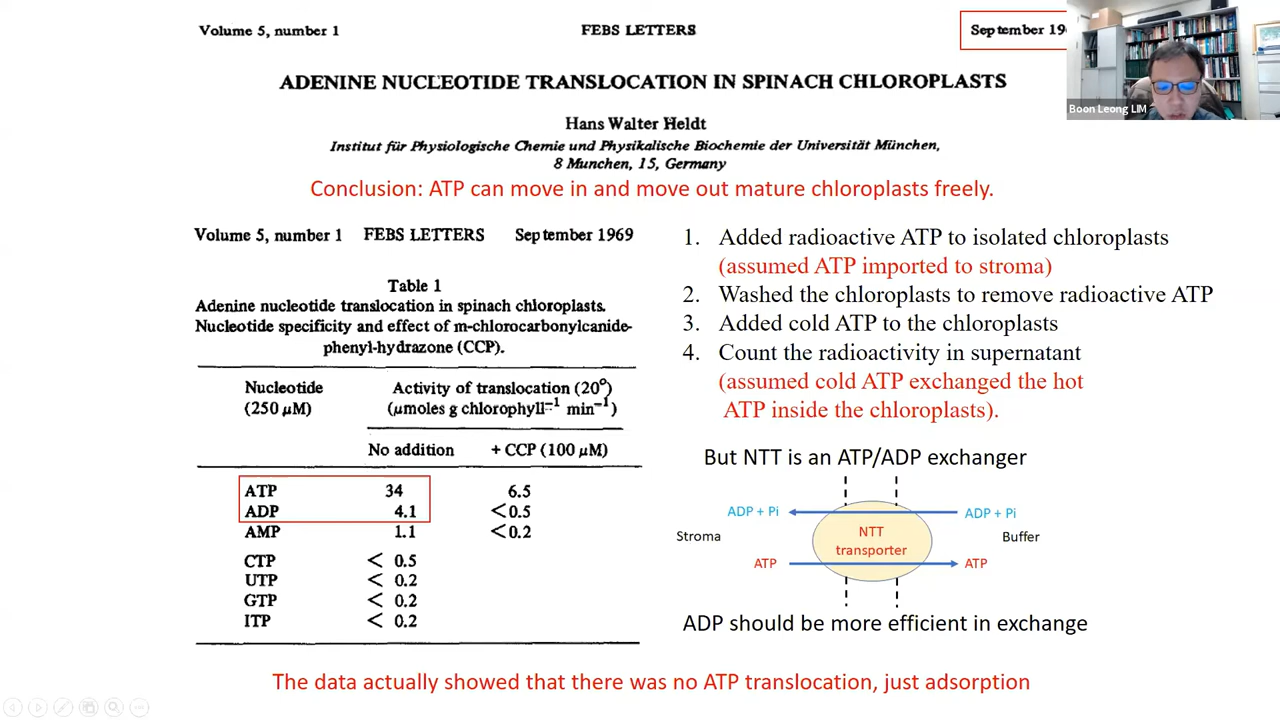 Volume 5, number 1 FEBS LETTERS September 19
Boon Leong LIM
ADENINE NUCLEOTIDE TRANSLOCATION IN SPINACH CHLOROPLASTS
Hans Walter Heldt
Institut für Physiologische Chemie und Physikalische Biochemie der Universität München,
8 Munchen, 15, Germany
Conclusion: ATP can move in and move out mature chloroplasts freely.
Volume 5, number 1 FEBS LETTERS September 1969
Table 1
Adenine nucleotide translocation in spinach chloroplasts.
Nucleotide specificity and effect of m-chlorocarbonylcanide-
phenyl-hydrazone (CCP).
Nucleotide Activity of translocation (20°)
(250 μM) (μmoles g chlorophyll⁻¹ min⁻¹)
No addition + CCP (100 μM)
ATP 34 6.5
ADP 4.1 <0.5
AMP 1.1 <0.2
CTP < 0.5
UTP < 0.2
GTP < 0.2
ITP < 0.2
1. Added radioactive ATP to isolated chloroplasts
(assumed ATP imported to stroma)
2. Washed the chloroplasts to remove radioactive ATP
3. Added cold ATP to the chloroplasts
4. Count the radioactivity in supernatant
(assumed cold ATP exchanged the hot
ATP inside the chloroplasts).
But NTT is an ATP/ADP exchanger
ADP + Pi ADP + Pi
Stroma NTT Buffer
transporter
ATP ATP
ADP should be more efficient in exchange
The data actually showed that there was no ATP translocation, just adsorption